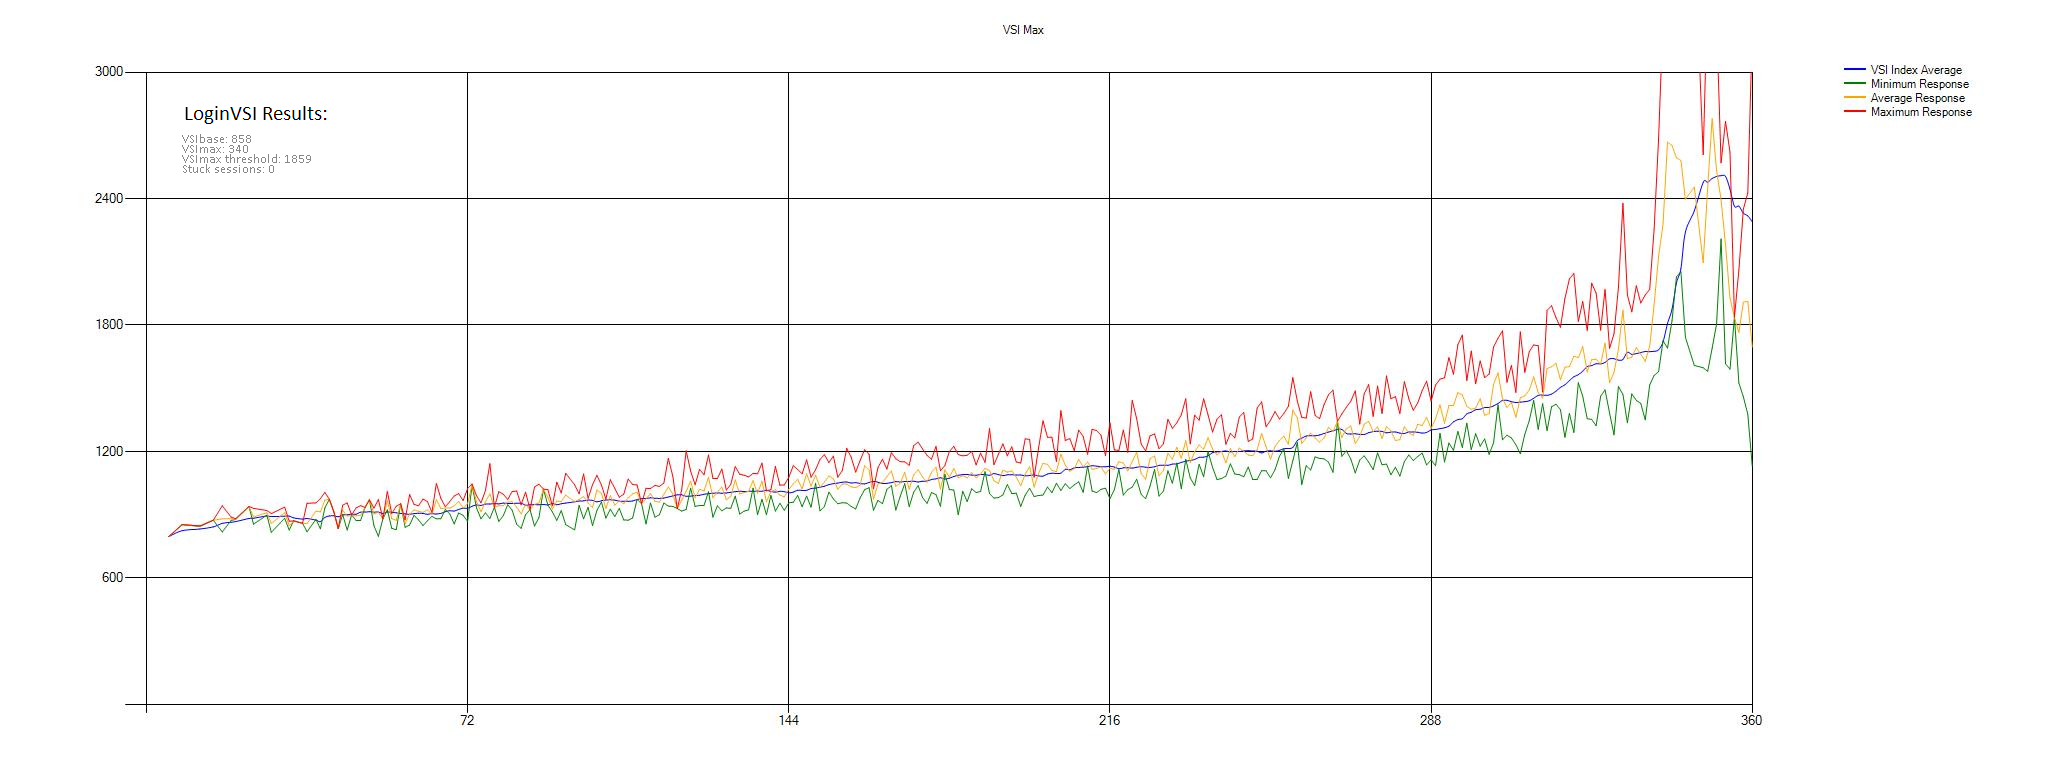 VSI Max
3000
2400
1800
1200
600
LoginVSI Results:
VSIbase: 858
VSImax: 340
VSImax threshold: 1859
Stuck sessions: 0
VSI Index Average
Minimum Response
Average Response
Maximum Response
72
144
216
288
360